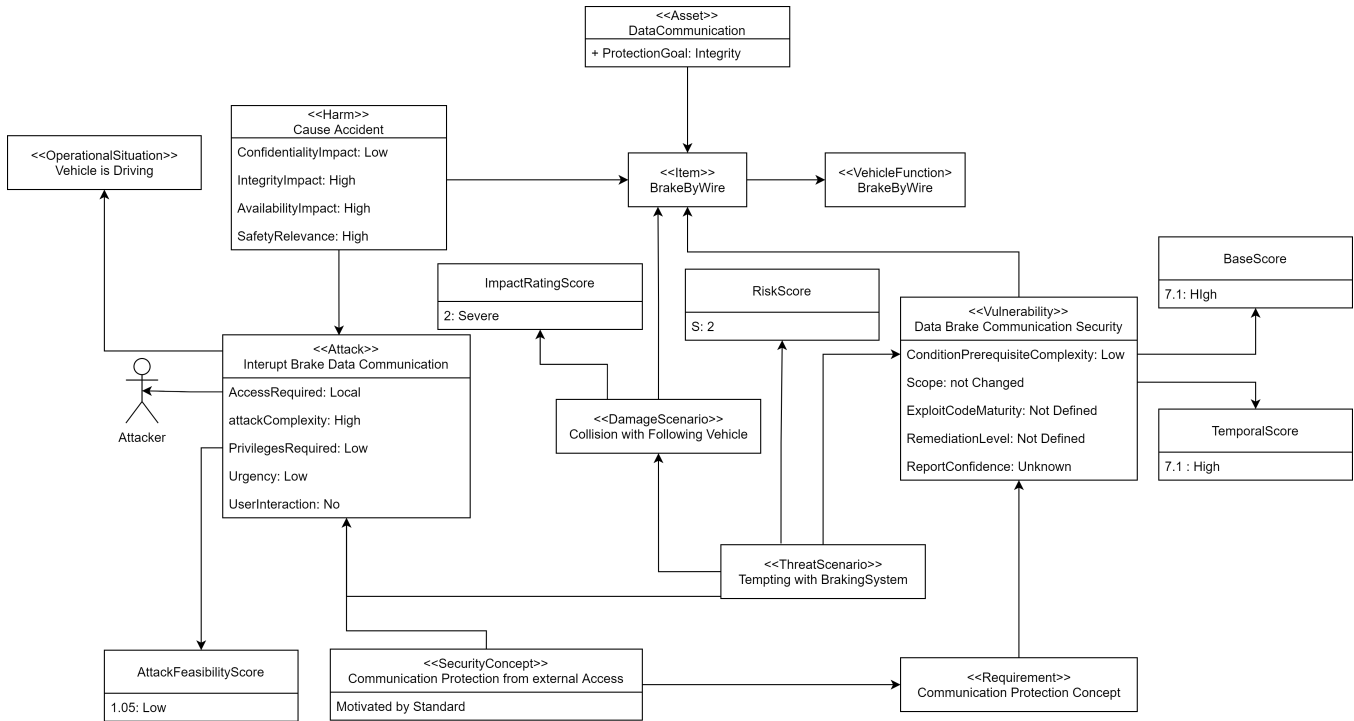 <<Asset>>
DataCommunication
+ ProtectionGoal: Integrity
<<Harm>>
Cause Accident
ConfidentialityImpact: Low
IntegrityImpact: High
AvailabilityImpact: High
SafetyRelevance: High
<<OperationalSituation>>
Vehicle is Driving
<<Item>>
BrakeByWire
<<VehicleFunction>
BrakeByWire
ImpactRatingScore
2: Severe
RiskScore
S: 2
BaseScore
7.1: HIgh
<<Vulnerability>>
Data Brake Communication Security
ConditionPrerequisiteComplexity: Low
Scope: not Changed
ExploitCodeMaturity: Not Defined
RemediationLevel: Not Defined
ReportConfidence: Unknown
TemporalScore
7.1 : High
<<Attack>>
Interupt Brake Data Communication
AccessRequired: Local
attackComplexity: High
PrivilegesRequired: Low
Urgency: Low
UserInteraction: No
Attacker
<<DamageScenario>>
Collision with Following Vehicle
<<ThreatScenario>>
Tempting with BrakingSystem
AttackFeasibilityScore
1.05: Low
<<SecurityConcept>>
Communication Protection from external Access
Motivated by Standard
<<Requirement>>
Communication Protection Concept